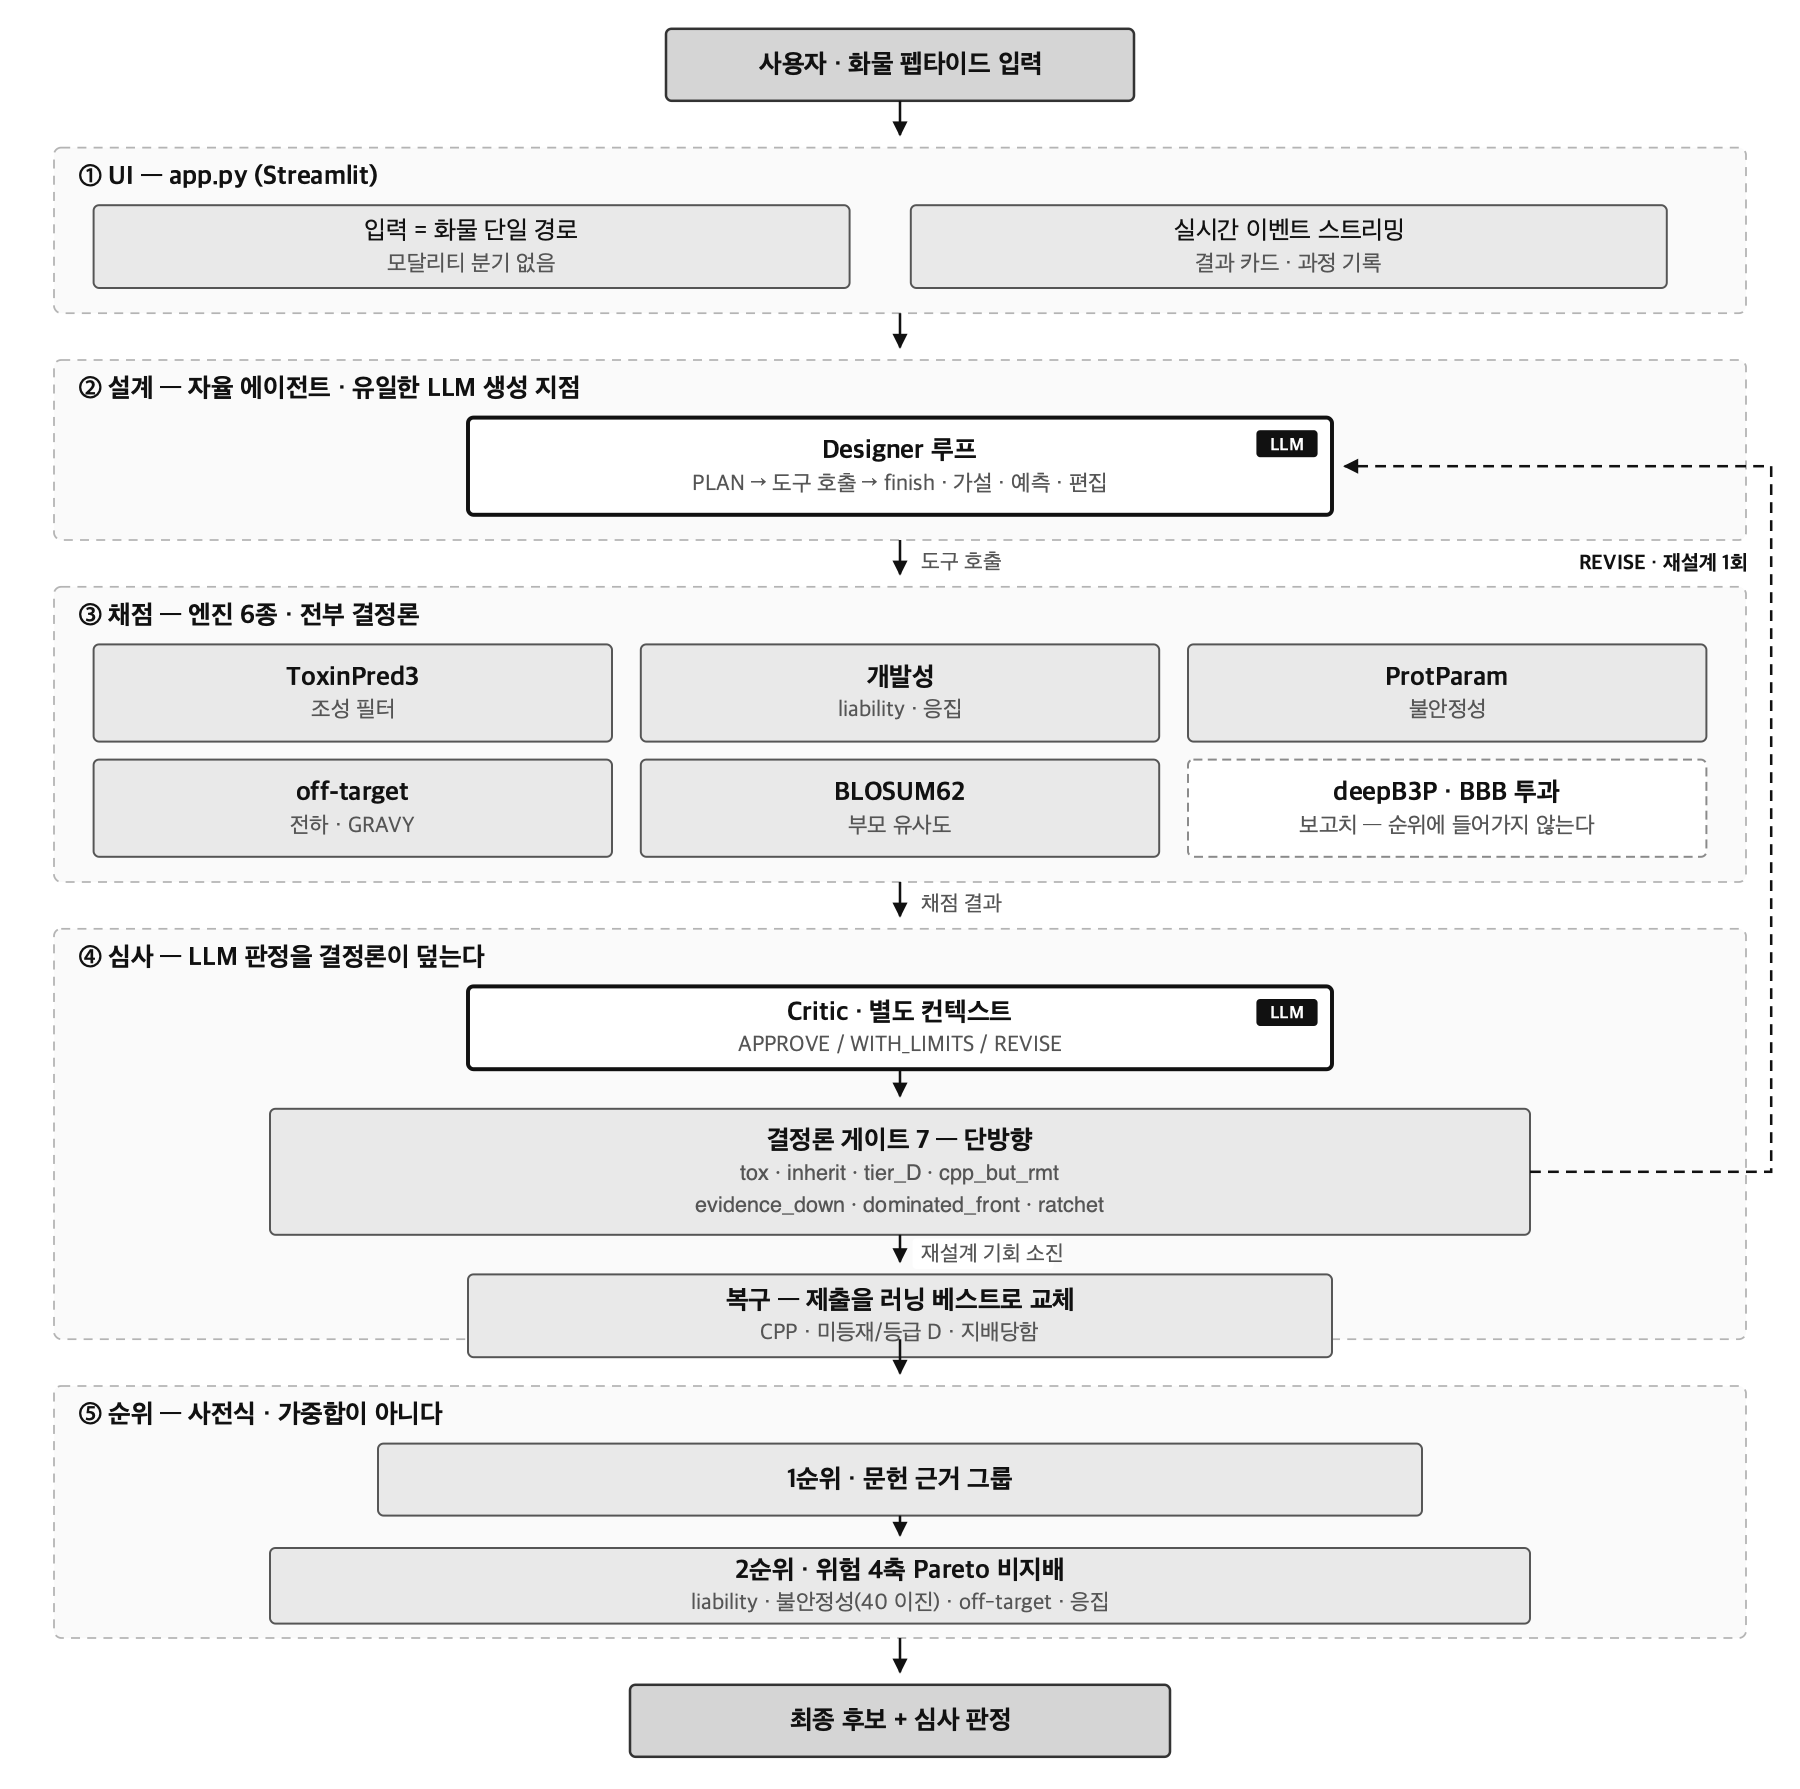 사용자 · 화물 펩타이드 입력
① UI — app.py (Streamlit)
입력 = 화물 단일 경로
모달리티 분기 없음
실시간 이벤트 스트리밍
결과 카드 · 과정 기록
② 설계 — 자율 에이전트 · 유일한 LLM 생성 지점
Designer 루프
LLM
PLAN → 도구 호출 → finish · 가설 · 예측 · 편집
도구 호출
REVISE · 재설계 1회
③ 채점 — 엔진 6종 · 전부 결정론
ToxinPred3
조성 필터
개발성
liability · 응집
ProtParam
불안정성
off-target
전하 · GRAVY
BLOSUM62
부모 유사도
deepB3P · BBB 투과
보고치 — 순위에 들어가지 않는다
채점 결과
④ 심사 — LLM 판정을 결정론이 덮는다
Critic · 별도 컨텍스트
LLM
APPROVE / WITH_LIMITS / REVISE
결정론 게이트 7 — 단방향
tox · inherit · tier_D · cpp_but_rmt
evidence_down · dominated_front · ratchet
재설계 기회 소진
복구 — 제출을 러닝 베스트로 교체
CPP · 미등재/등급 D · 지배당함
⑤ 순위 — 사전식 · 가중합이 아니다
1순위 · 문헌 근거 그룹
2순위 · 위험 4축 Pareto 비지배
liability · 불안정성(40 이진) · off-target · 응집
최종 후보 + 심사 판정